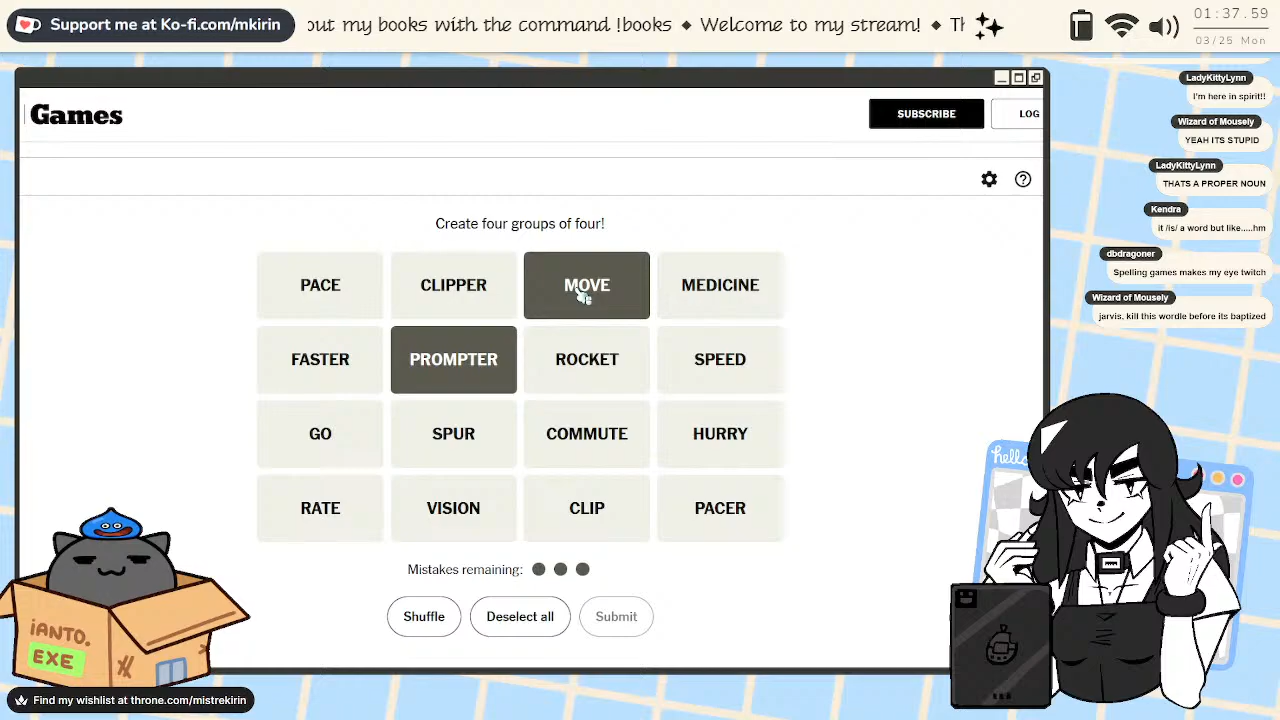 Support me at Ko-fi.com/mkirin
out my books with the command !books ◆ Welcome to my stream! ◆ Th
01:37.59
03/25 Mon
Games
SUBSCRIBE
LOG
Create four groups of four!
PACE CLIPPER MOVE MEDICINE
FASTER PROMPTER ROCKET SPEED
GO SPUR COMMUTE HURRY
RATE VISION CLIP PACER
Mistakes remaining:
Shuffle Deselect all Submit
LadyKittyLynn
I'm here in spirit!!
Wizard of Mousely
YEAH ITS STUPID
LadyKittyLynn
THATS A PROPER NOUN
Kendra
it /is/ a word but like.....hm
dbdragoner
Spelling games makes my eye twitch
Wizard of Mousely
jarvis, kill this wordle before its baptized
hello
iANTO.
EXE
Find my wishlist at throne.com/mistrekirin